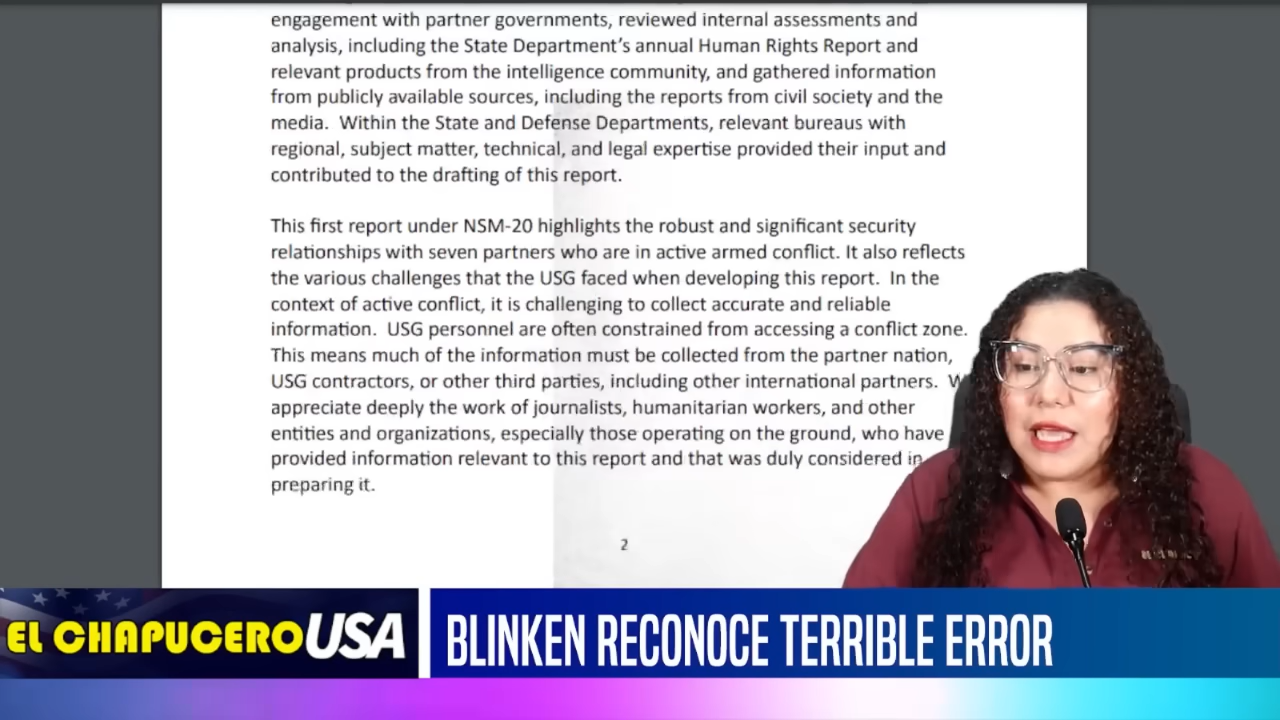 engagement with partner governments, reviewed internal assessments and
analysis, including the State Department's annual Human Rights Report and
relevant products from the intelligence community, and gathered information
from publicly available sources, including the reports from civil society and the
media.  Within the State and Defense Departments, relevant bureaus with
regional, subject matter, technical, and legal expertise provided their input and
contributed to the drafting of this report.
This first report under NSM-20 highlights the robust and significant security
relationships with seven partners who are in active armed conflict. It also reflects
the various challenges that the USG faced when developing this report.  In the
context of active conflict, it is challenging to collect accurate and reliable
information.  USG personnel are often constrained from accessing a conflict zone.
This means much of the information must be collected from the partner nation,
USG contractors, or other third parties, including other international partners.
appreciate deeply the work of journalists, humanitarian workers, and other
entities and organizations, especially those operating on the ground, who have
provided information relevant to this report and that was duly considered in
preparing it.
2
EL CHAPUCERO USA
BLINKEN RECONOCE TERRIBLE ERROR